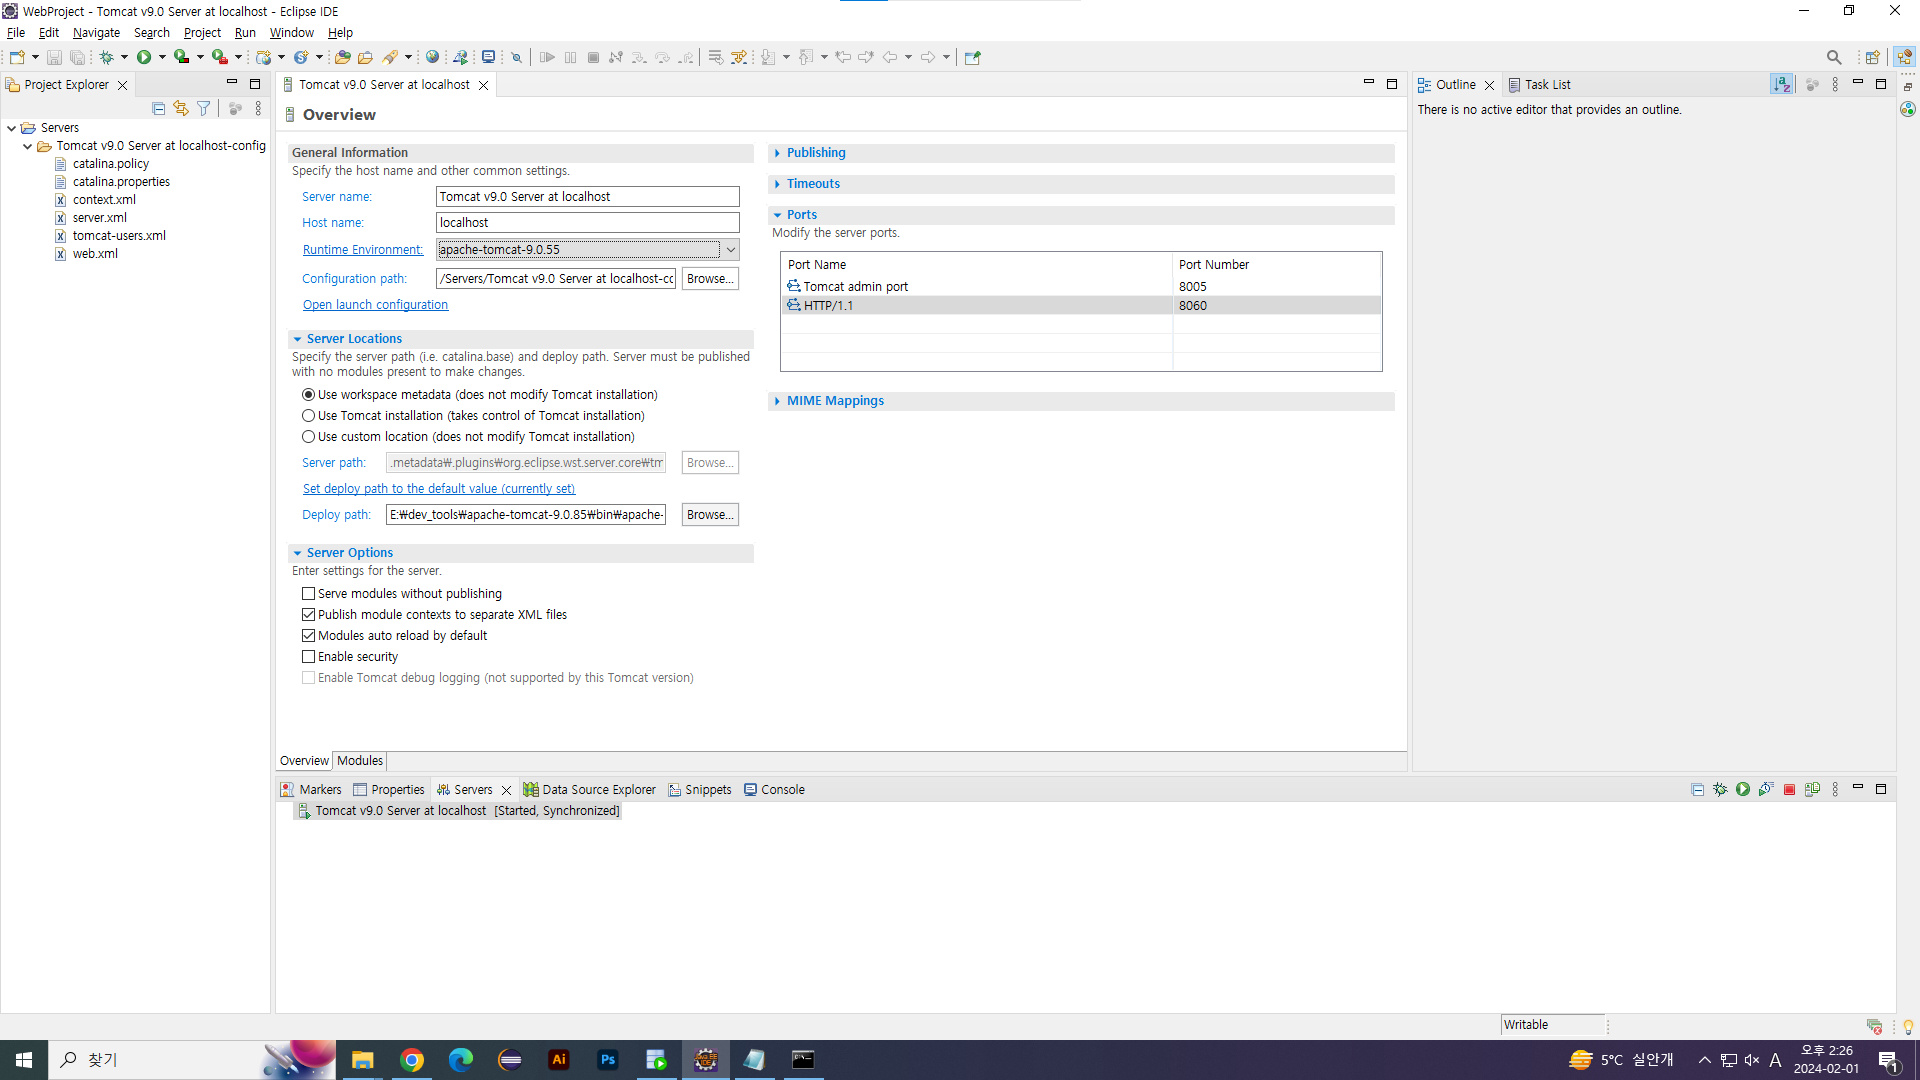 WebProject - Tomcat v9.0 Server at localhost - Eclipse IDE
File Edit Navigate Search Project Run Window Help
Project Explorer
Servers
Tomcat v9.0 Server at localhost-config
catalina.policy
catalina.properties
context.xml
server.xml
tomcat-users.xml
web.xml
Tomcat v9.0 Server at localhost
Overview
General Information
Specify the host name and other common settings.
Server name: Tomcat v9.0 Server at localhost
Host name: localhost
Runtime Environment: apache-tomcat-9.0.55
Configuration path: /Servers/Tomcat v9.0 Server at localhost-cc Browse...
Open launch configuration
Server Locations
Specify the server path (i.e. catalina.base) and deploy path. Server must be published
with no modules present to make changes.
Use workspace metadata (does not modify Tomcat installation)
Use Tomcat installation (takes control of Tomcat installation)
Use custom location (does not modify Tomcat installation)
Server path: .metadata₩.plugins₩org.eclipse.wst.server.core₩tm Browse...
Set deploy path to the default value (currently set)
Deploy path: E:₩dev_tools₩apache-tomcat-9.0.85₩bin₩apache- Browse...
Server Options
Enter settings for the server.
Serve modules without publishing
Publish module contexts to separate XML files
Modules auto reload by default
Enable security
Enable Tomcat debug logging (not supported by this Tomcat version)
Publishing
Timeouts
Ports
Modify the server ports.
Port Name Port Number
Tomcat admin port 8005
HTTP/1.1 8060
MIME Mappings
Overview Modules
Outline Task List
There is no active editor that provides an outline.
Markers Properties Servers Data Source Explorer Snippets Console
Tomcat v9.0 Server at localhost [Started, Synchronized]
Writable
찾기
Ai
Ps
5°C 실안개
A
오후 2:26
2024-02-01
1